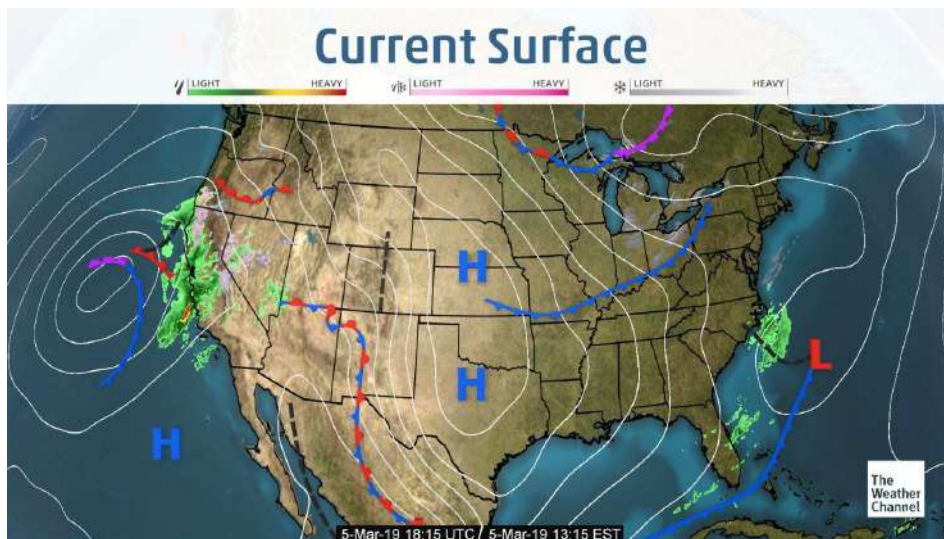 Current Surface
LIGHT HEAVY LIGHT HEAVY LIGHT HEAVY
H
H
L
H
The
Weather
Channel
5-Mar-19 18:15 UTC / 5-Mar-19 13:15 EST